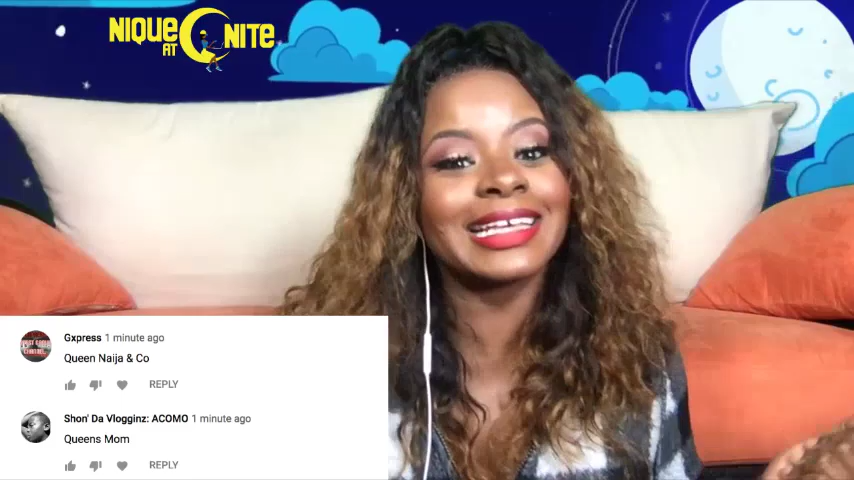 NIQUE
AT
NITE
Gxpress 1 minute ago
Queen Naija & Co
REPLY
Shon' Da Vlogginz: ACOMO 1 minute ago
Queens Mom
REPLY